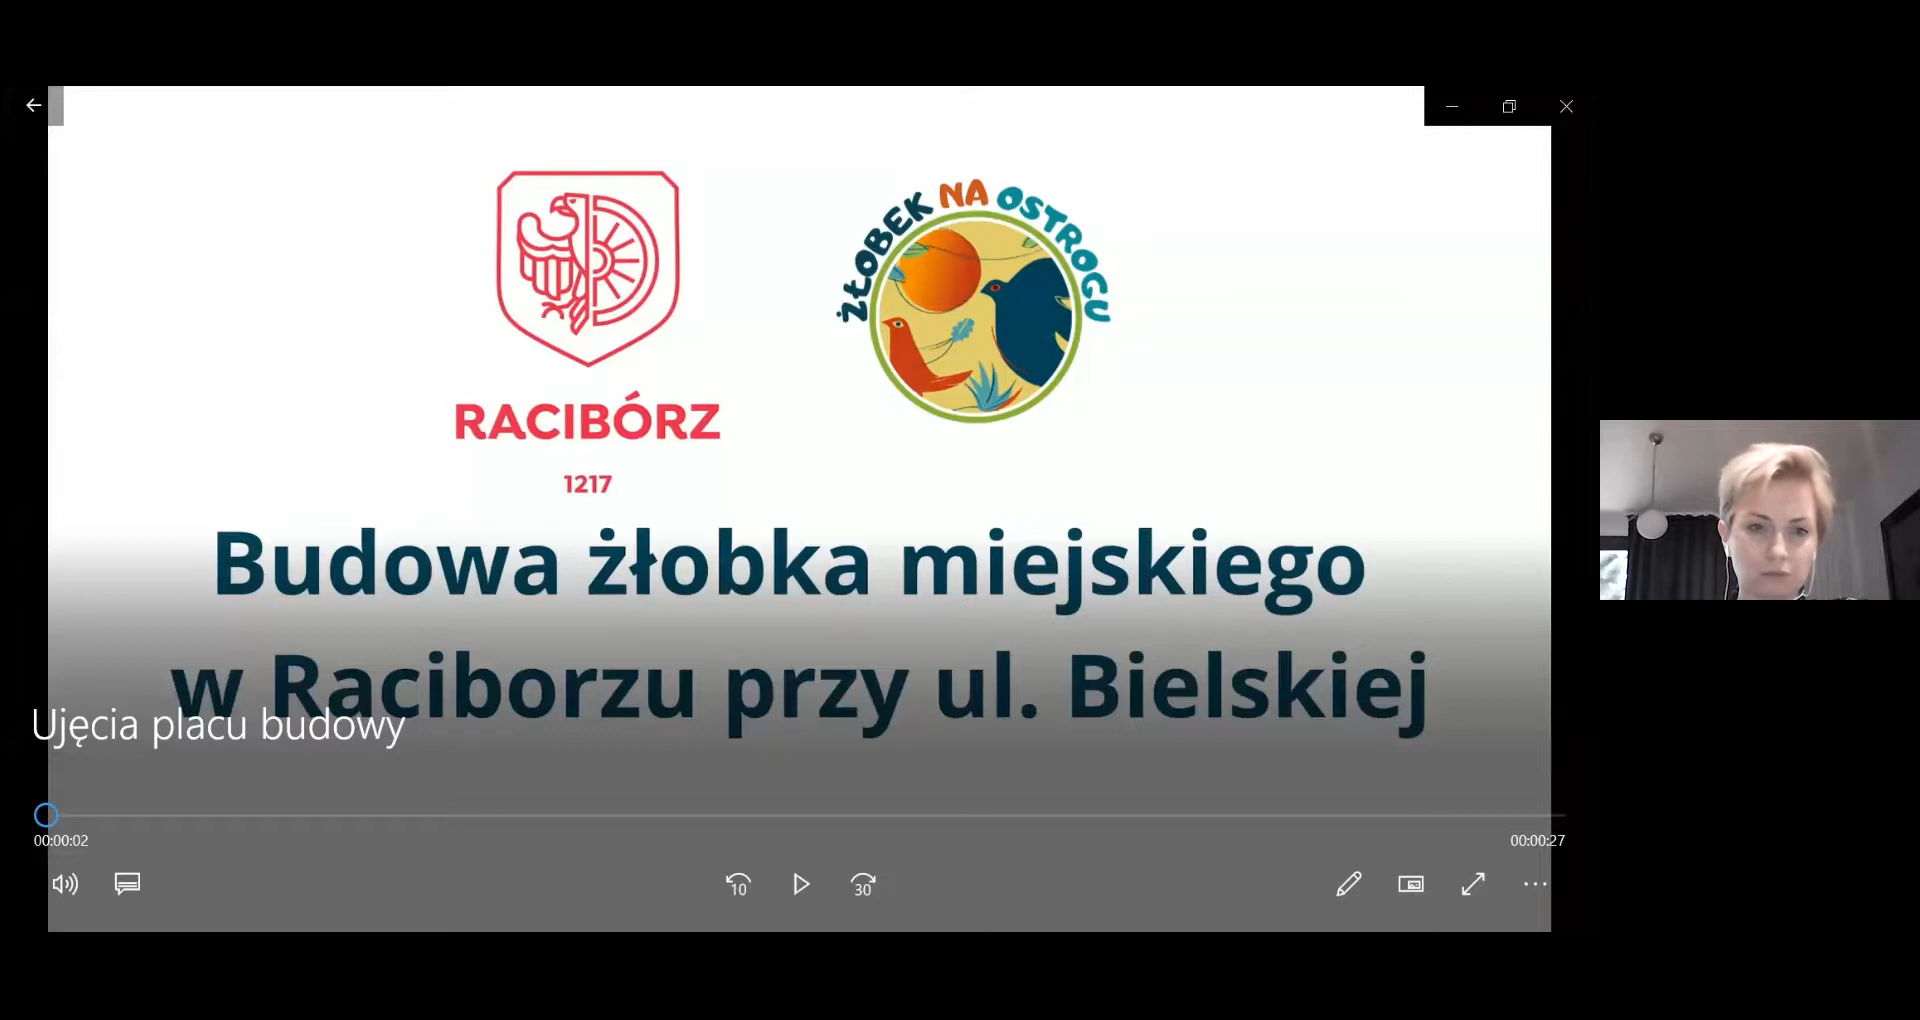 ŻŁOBEK NA OSTROGU
RACIBÓRZ
1217
Budowa żłobka miejskiego
w Raciborzu przy ul. Bielskiej
Ujęcia placu budowy
00:00:02
00:00:27
10
30